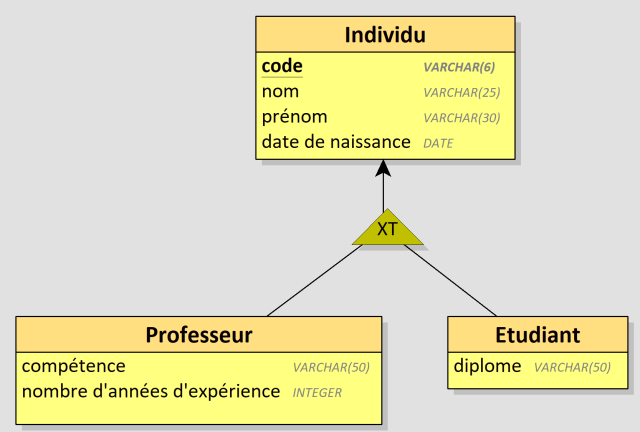 Individu
code VARCHAR(6)
nom VARCHAR(25)
prénom VARCHAR(30)
date de naissance DATE
XT
Professeur
compétence VARCHAR(50)
nombre d'années d'expérience INTEGER
Etudiant
diplome VARCHAR(50)